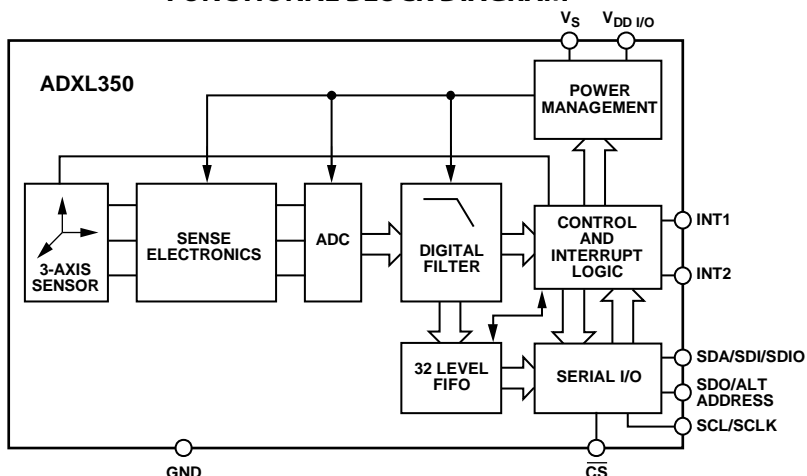 FUNCTIONAL BLOCK DIAGRAM
VS
VDD I/O
ADXL350
POWER
MANAGEMENT
3-AXIS
SENSOR
SENSE
ELECTRONICS
ADC
DIGITAL
FILTER
CONTROL
AND
INTERRUPT
LOGIC
INT1
INT2
32 LEVEL
FIFO
SERIAL I/O
SDA/SDI/SDIO
SDO/ALT
ADDRESS
SCL/SCLK
GND
CS